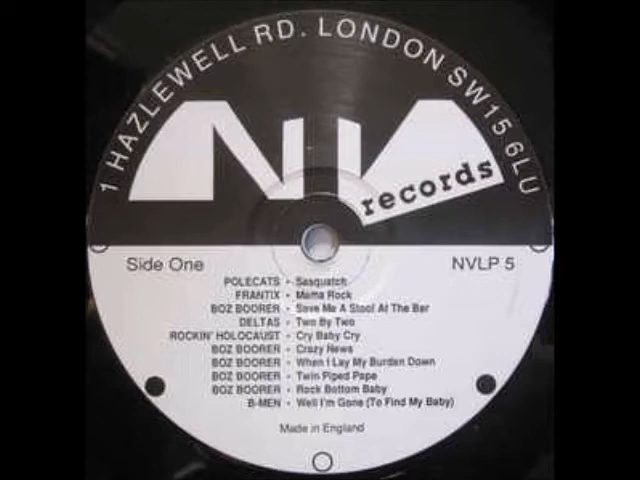 1 HAZLEWELL RD. LONDON SW15 6LU
NV records
Side One NVLP 5
POLECATS - Sasquatch
FRANTIX - Mama Rock
BOZ BOORER - Save Me A Stool At The Bar
DELTAS - Two By Two
ROCKIN' HOLOCAUST - Cry Baby Cry
BOZ BOORER - Crazy News
BOZ BOORER - When I Lay My Burden Down
BOZ BOORER - Twin Piped Pape
BOZ BOORER - Rock Bottom Baby
B-MEN - Well I'm Gone (To Find My Baby)
Made in England